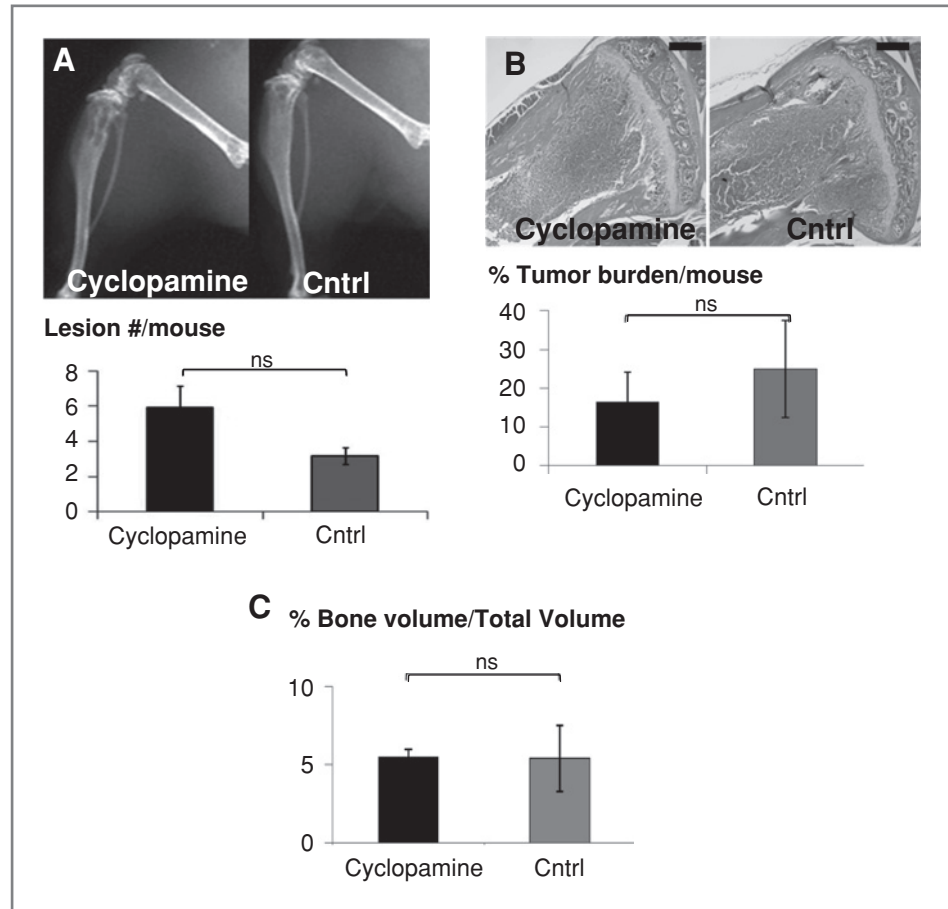 A
Cyclopamine Cntrl
Lesion #/mouse
ns
8
6
4
2
0
Cyclopamine Cntrl
B
Cyclopamine Cntrl
% Tumor burden/mouse
ns
40
30
20
10
0
Cyclopamine Cntrl
C % Bone volume/Total Volume
ns
10
5
0
Cyclopamine Cntrl